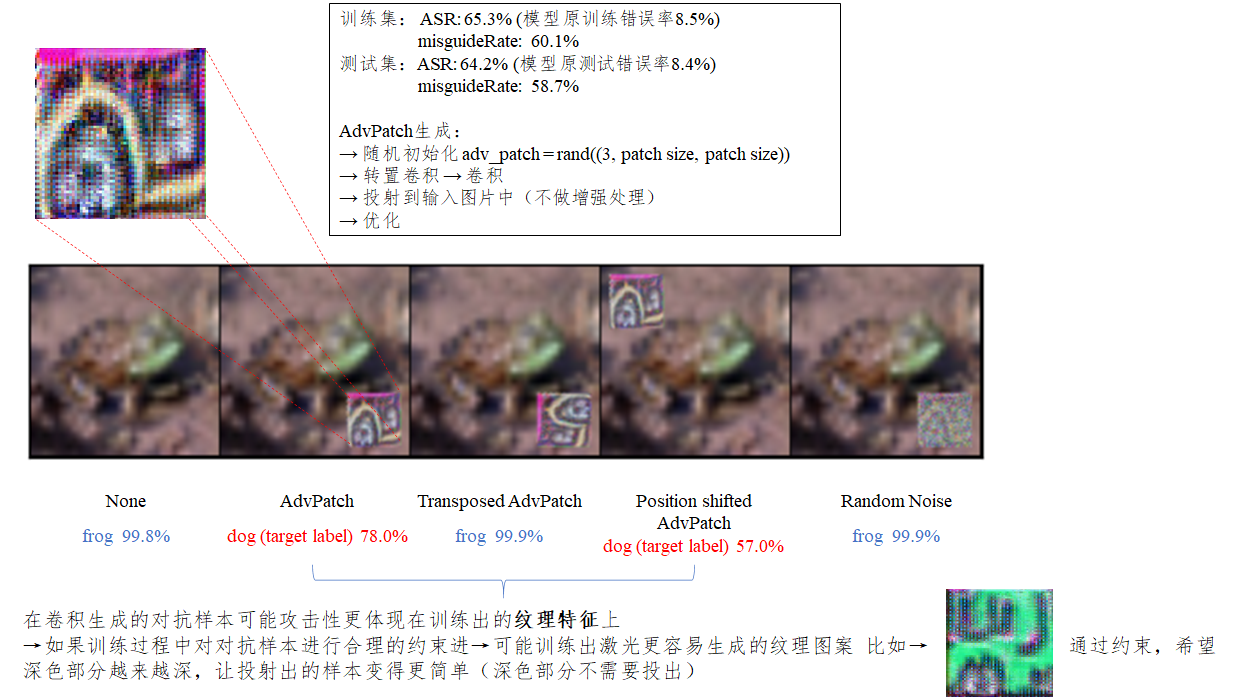 训练集： ASR: 65.3% (模型原训练错误率8.5%)
misguideRate: 60.1%
测试集： ASR: 64.2% (模型原测试错误率8.4%)
misguideRate: 58.7%
AdvPatch生成：
→ 随机初始化 adv_patch = rand((3, patch size, patch size))
→ 转置卷积 → 卷积
→ 投射到输入图片中（不做增强处理）
→ 优化
None
AdvPatch
Transposed AdvPatch
Position shifted
AdvPatch
Random Noise
frog 99.8%
dog (target label) 78.0%
frog 99.9%
dog (target label) 57.0%
frog 99.9%
在卷积生成的对抗样本可能攻击性更体现在训练出的纹理特征上
→如果训练过程中对对抗样本进行合理的约束进→可能训练出激光更容易生成的纹理图案 比如→ 通过约束，希望
深色部分越来越深，让投射出的样本变得更简单（深色部分不需要投出）